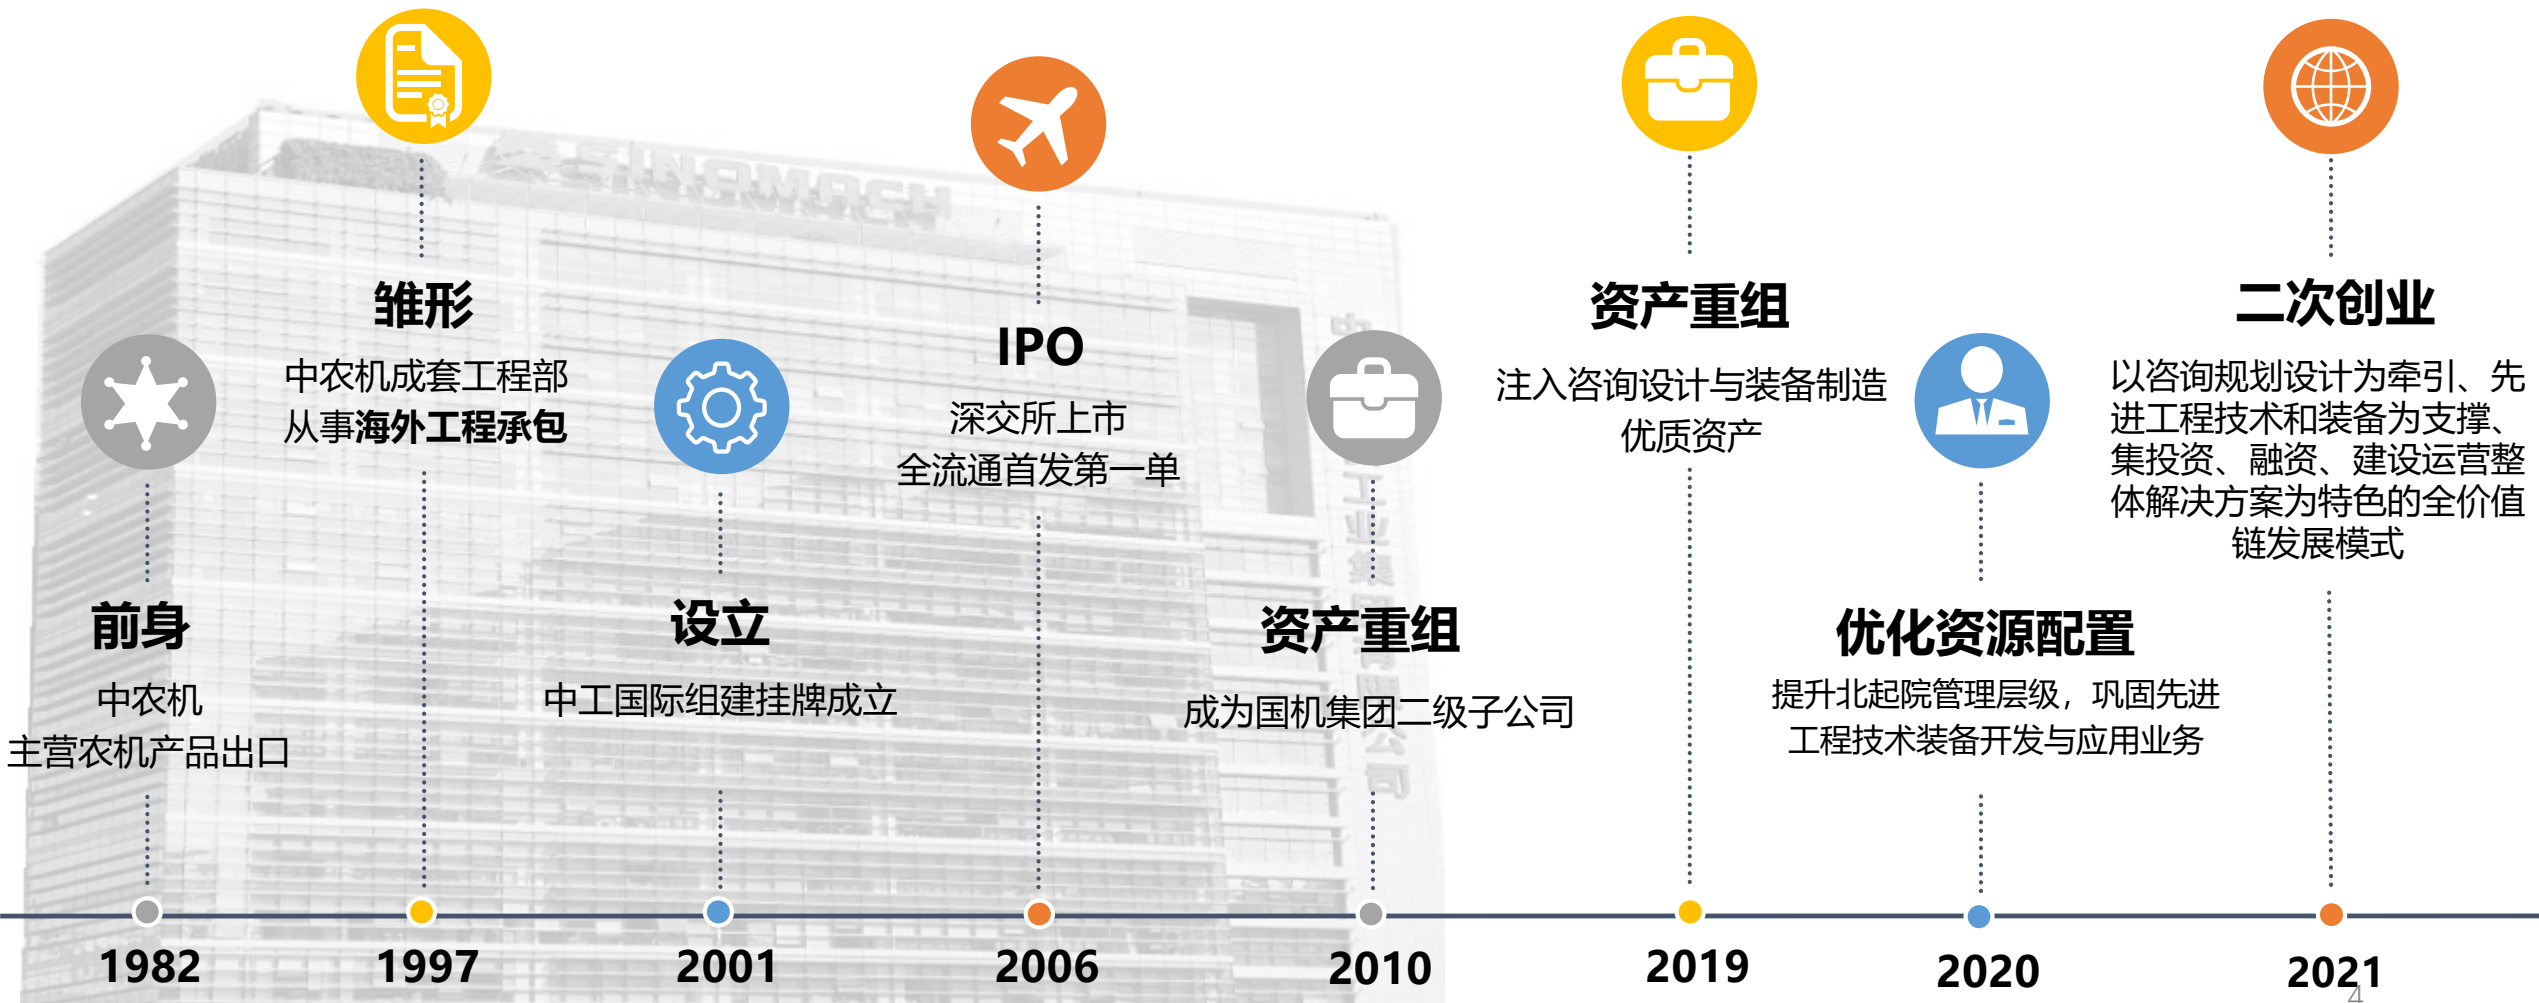 SINOMACH
雏形
中农机成套工程部
从事海外工程承包
IPO
深交所上市
全流通首发第一单
资产重组
注入咨询设计与装备制造
优质资产
二次创业
以咨询规划设计为牵引、先
进工程技术和装备为支撑、
集投资、融资、建设运营整
体解决方案为特色的全价值
链发展模式
前身
中农机
主营农机产品出口
设立
中工国际组建挂牌成立
资产重组
成为国机集团二级子公司
优化资源配置
提升北起院管理层级，巩固先进
工程技术装备开发与应用业务
1982
1997
2001
2006
2010
2019
2020
2021
4